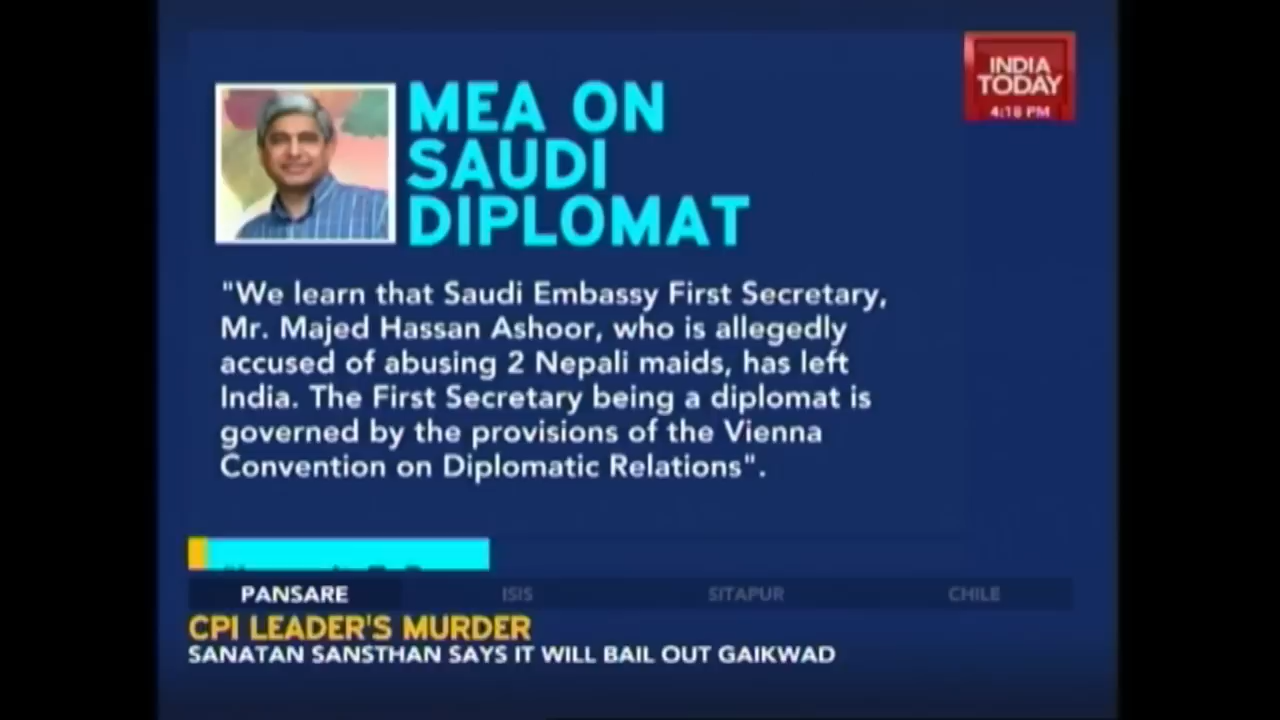 INDIA
TODAY
4:18 PM
MEA ON
SAUDI
DIPLOMAT
"We learn that Saudi Embassy First Secretary,
Mr. Majed Hassan Ashoor, who is allegedly
accused of abusing 2 Nepali maids, has left
India. The First Secretary being a diplomat is
governed by the provisions of the Vienna
Convention on Diplomatic Relations".
PANSARE ISIS SITAPUR CHILE
CPI LEADER'S MURDER
SANATAN SANSTHAN SAYS IT WILL BAIL OUT GAIKWAD